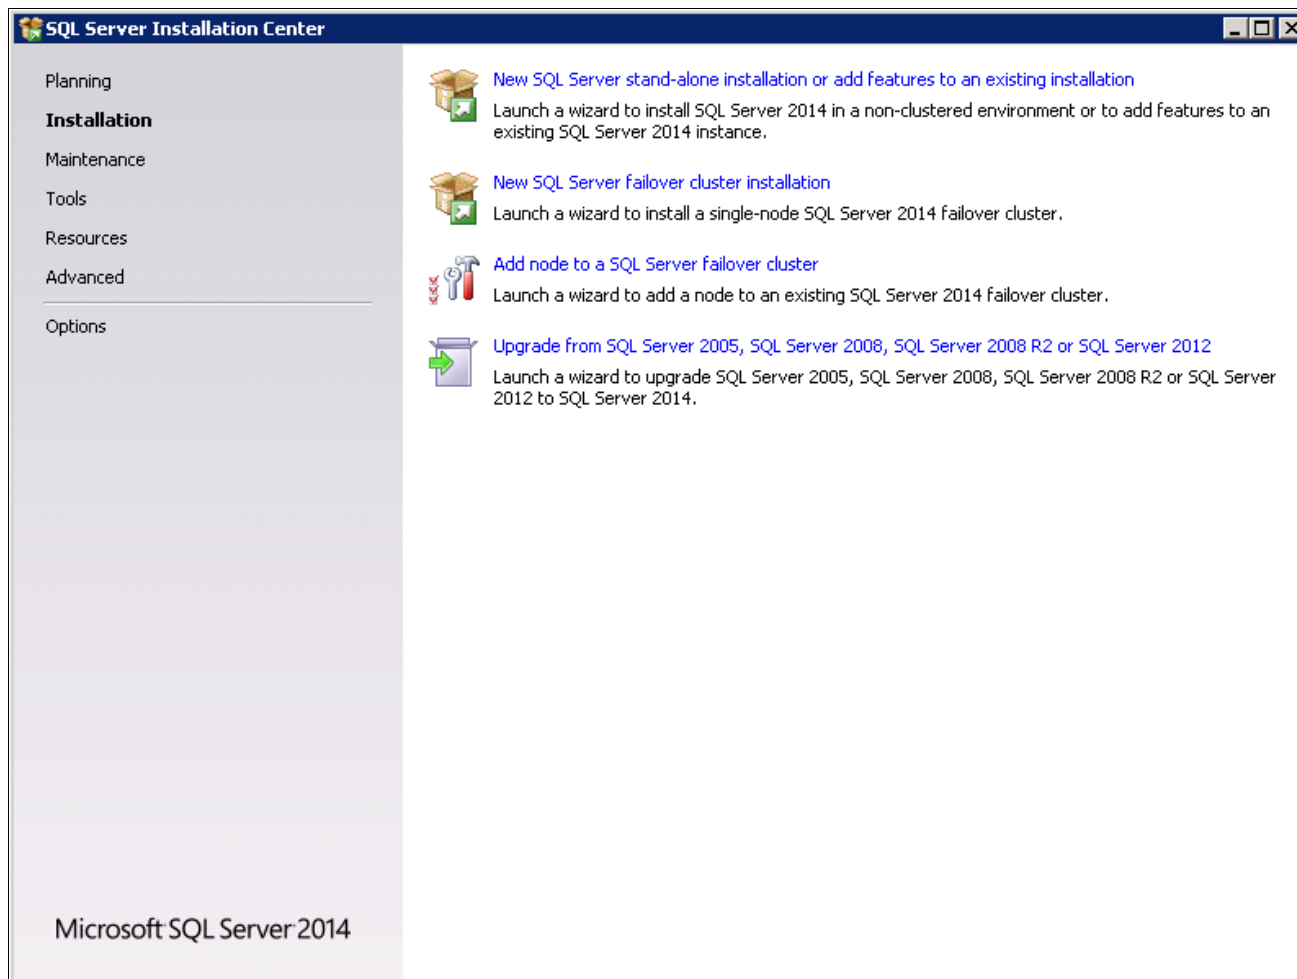 SQL Server Installation Center
Planning
Installation
Maintenance
Tools
Resources
Advanced
Options
New SQL Server stand-alone installation or add features to an existing installation
Launch a wizard to install SQL Server 2014 in a non-clustered environment or to add features to an
existing SQL Server 2014 instance.
New SQL Server failover cluster installation
Launch a wizard to install a single-node SQL Server 2014 failover cluster.
Add node to a SQL Server failover cluster
Launch a wizard to add a node to an existing SQL Server 2014 failover cluster.
Upgrade from SQL Server 2005, SQL Server 2008, SQL Server 2008 R2 or SQL Server 2012
Launch a wizard to upgrade SQL Server 2005, SQL Server 2008, SQL Server 2008 R2 or SQL Server
2012 to SQL Server 2014.
Microsoft SQL Server 2014